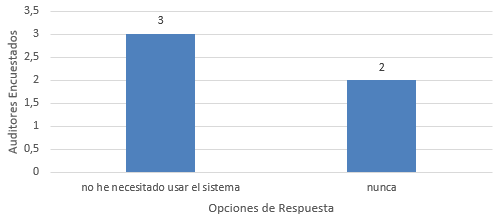 3,5
3
2,5
2
1,5
1
0,5
0
Auditores Encuestados
3
2
no he necesitado usar el sistema
nunca
Opciones de Respuesta